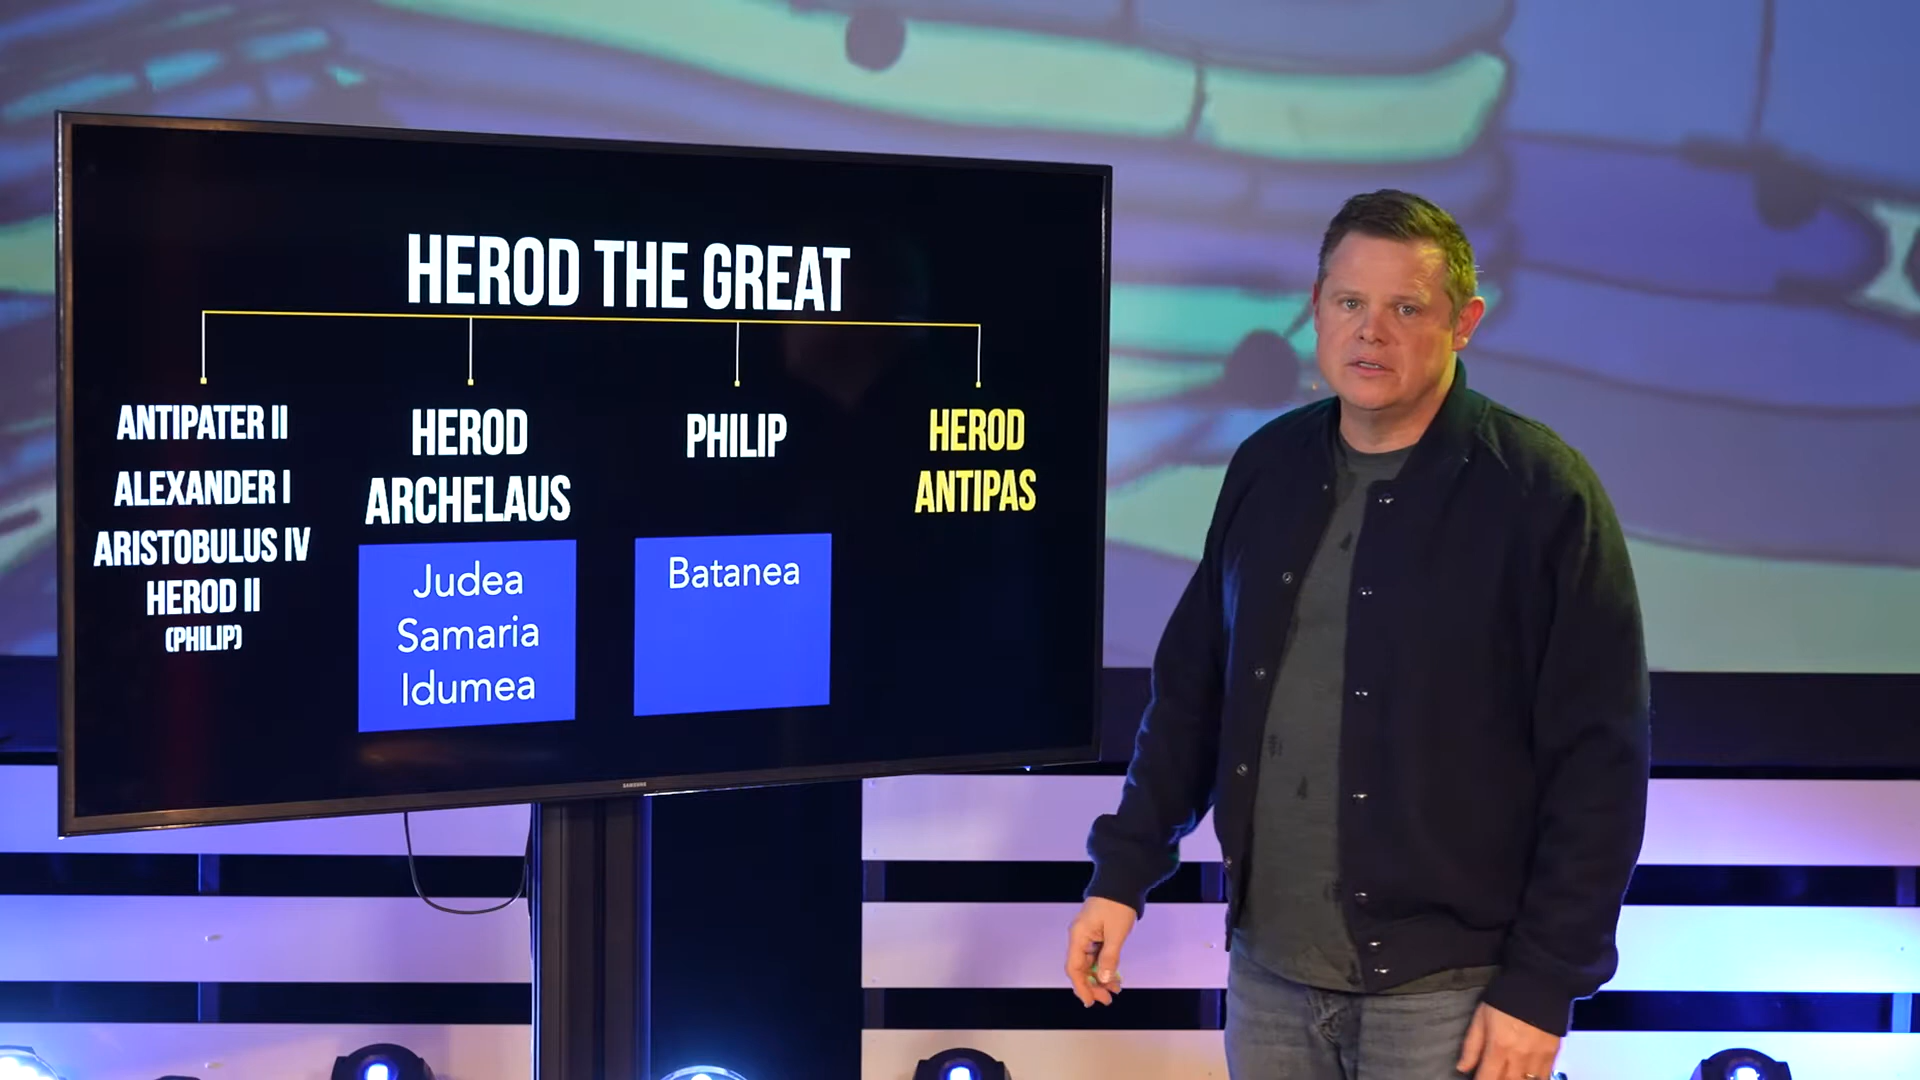 HEROD THE GREAT
ANTIPATER II
ALEXANDER I
ARISTOBULUS IV
HEROD II
(PHILIP)
HEROD
ARCHELAUS
Judea
Samaria
Idumea
PHILIP
Batanea
HEROD
ANTIPAS
SAMSUNG